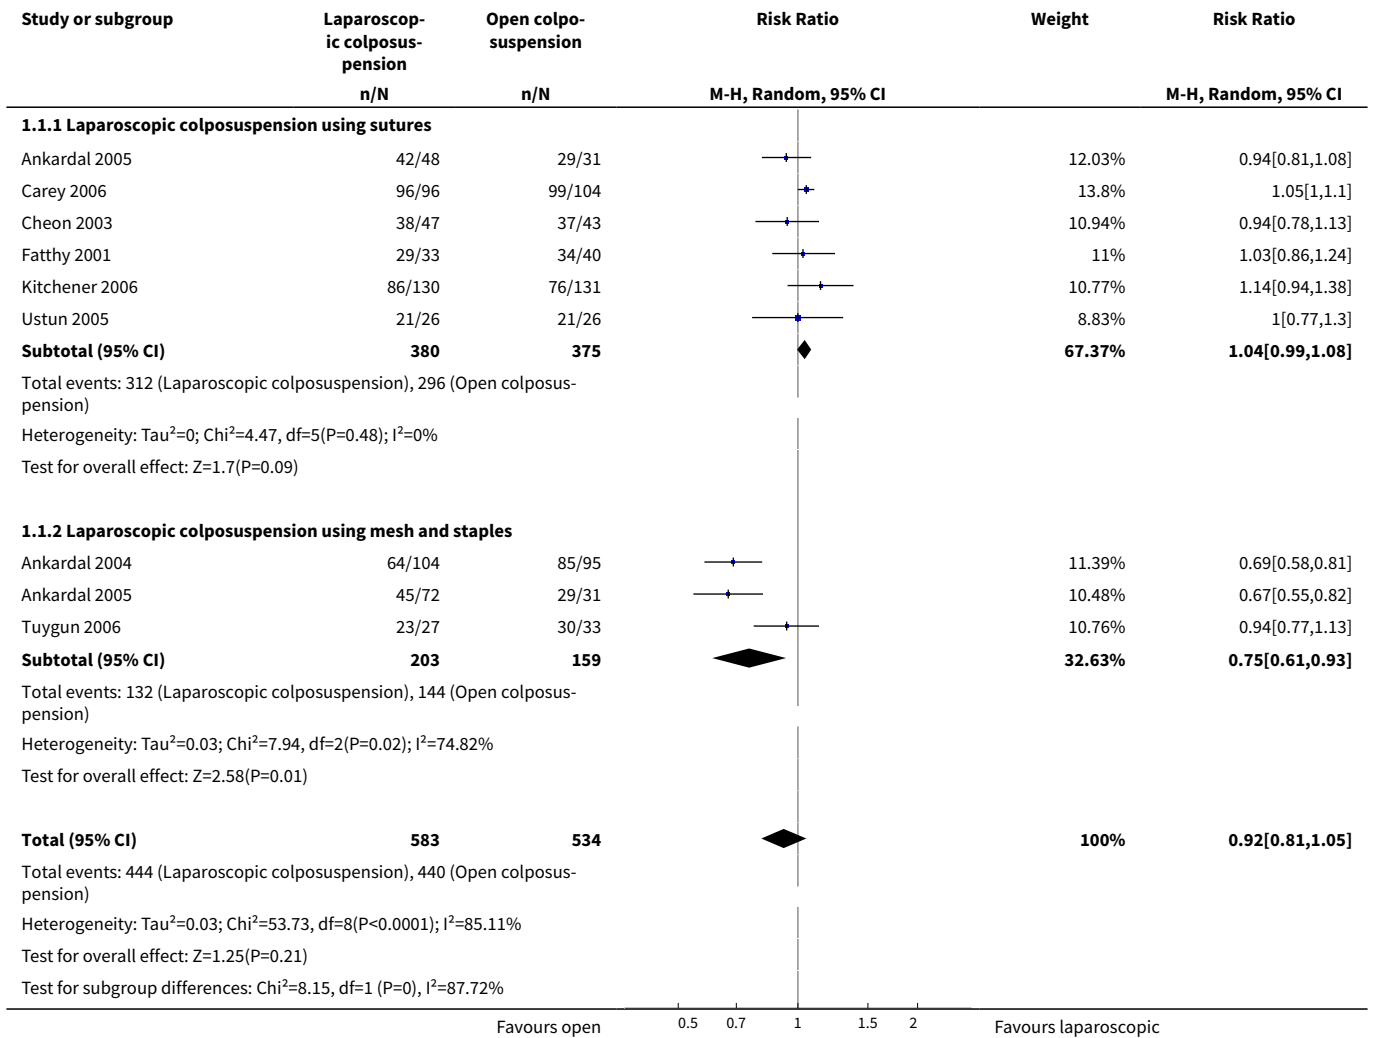 Study or subgroup Laparoscop- Open colpo- Risk Ratio Weight Risk Ratio
ic colposus- suspension
pension
n/N n/N M-H, Random, 95% CI M-H, Random, 95% CI
1.1.1 Laparoscopic colposuspension using sutures
Ankardal 2005 42/48 29/31 12.03% 0.94[0.81,1.08]
Carey 2006 96/96 99/104 13.8% 1.05[1,1.1]
Cheon 2003 38/47 37/43 10.94% 0.94[0.78,1.13]
Fatthy 2001 29/33 34/40 11% 1.03[0.86,1.24]
Kitchener 2006 86/130 76/131 10.77% 1.14[0.94,1.38]
Ustun 2005 21/26 21/26 8.83% 1[0.77,1.3]
Subtotal (95% CI) 380 375 67.37% 1.04[0.99,1.08]
Total events: 312 (Laparoscopic colposuspension), 296 (Open colposus-
pension)
Heterogeneity: Tau²=0; Chi²=4.47, df=5(P=0.48); I²=0%
Test for overall effect: Z=1.7(P=0.09)
1.1.2 Laparoscopic colposuspension using mesh and staples
Ankardal 2004 64/104 85/95 11.39% 0.69[0.58,0.81]
Ankardal 2005 45/72 29/31 10.48% 0.67[0.55,0.82]
Tuygun 2006 23/27 30/33 10.76% 0.94[0.77,1.13]
Subtotal (95% CI) 203 159 32.63% 0.75[0.61,0.93]
Total events: 132 (Laparoscopic colposuspension), 144 (Open colposus-
pension)
Heterogeneity: Tau²=0.03; Chi²=7.94, df=2(P=0.02); I²=74.82%
Test for overall effect: Z=2.58(P=0.01)
Total (95% CI) 583 534 100% 0.92[0.81,1.05]
Total events: 444 (Laparoscopic colposuspension), 440 (Open colposus-
pension)
Heterogeneity: Tau²=0.03; Chi²=53.73, df=8(P<0.0001); I²=85.11%
Test for overall effect: Z=1.25(P=0.21)
Test for subgroup differences: Chi²=8.15, df=1 (P=0), I²=87.72%
Favours open 0.5 0.7 1 1.5 2 Favours laparoscopic